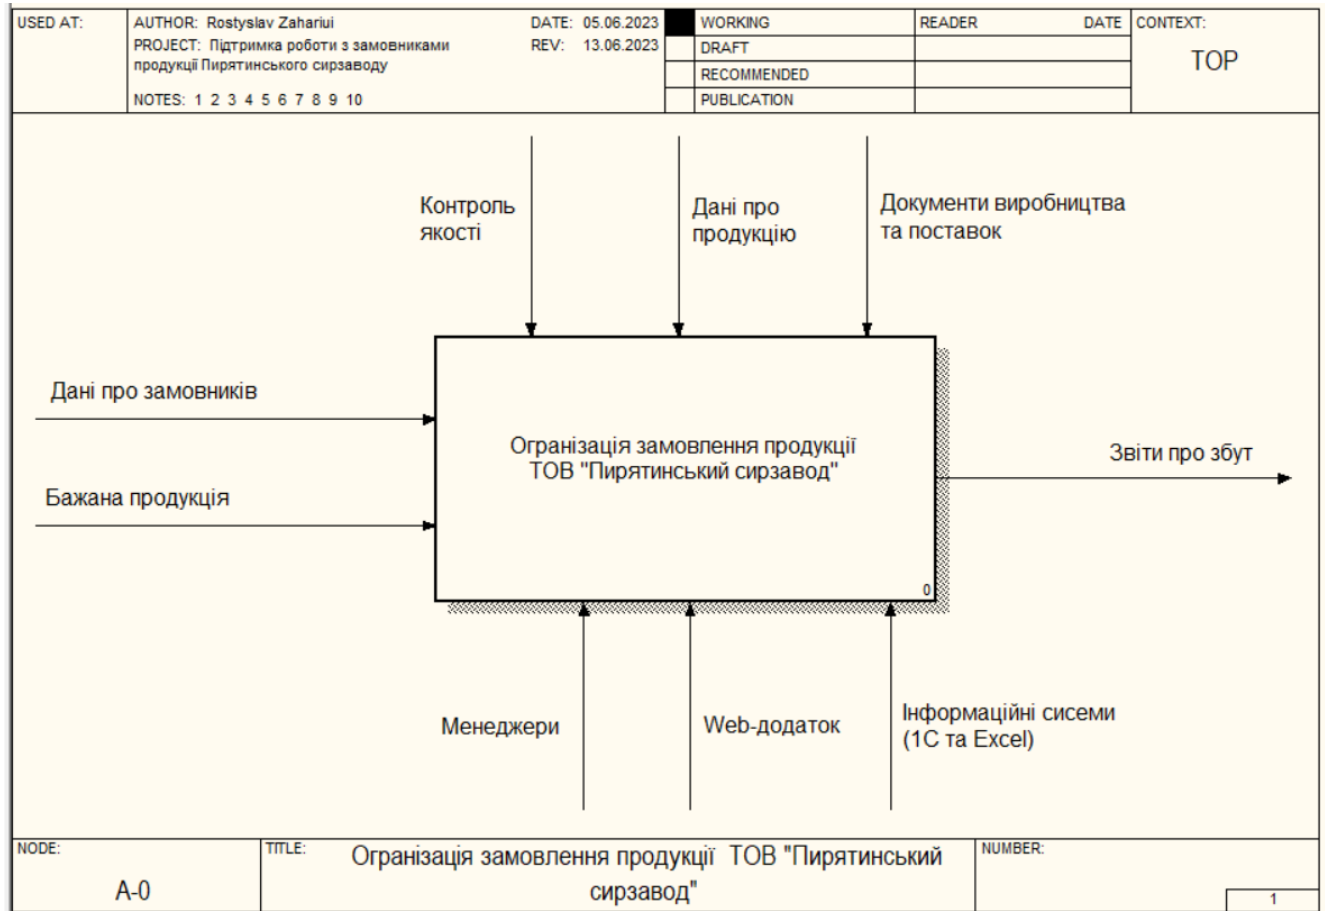 USED AT:
AUTHOR: Rostyslav Zahariui
DATE: 05.06.2023
PROJECT: Підтримка роботи з замовниками
REV: 13.06.2023
продукції Пирятинського сирзаводу
NOTES: 1 2 3 4 5 6 7 8 9 10
WORKING
DRAFT
RECOMMENDED
PUBLICATION
READER
DATE
CONTEXT:
TOP
Контроль
якості
Дані про
продукцію
Документи виробництва
та поставок
Дані про замовників
Бажана продукція
Огранізація замовлення продукції
ТОВ "Пирятинський сирзавод"
0
Звіти про збут
Менеджери
Web-додаток
Інформаційні сисеми
(1С та Excel)
NODE:
A-0
TITLE:
Огранізація замовлення продукції ТОВ "Пирятинський
сирзавод"
NUMBER:
1